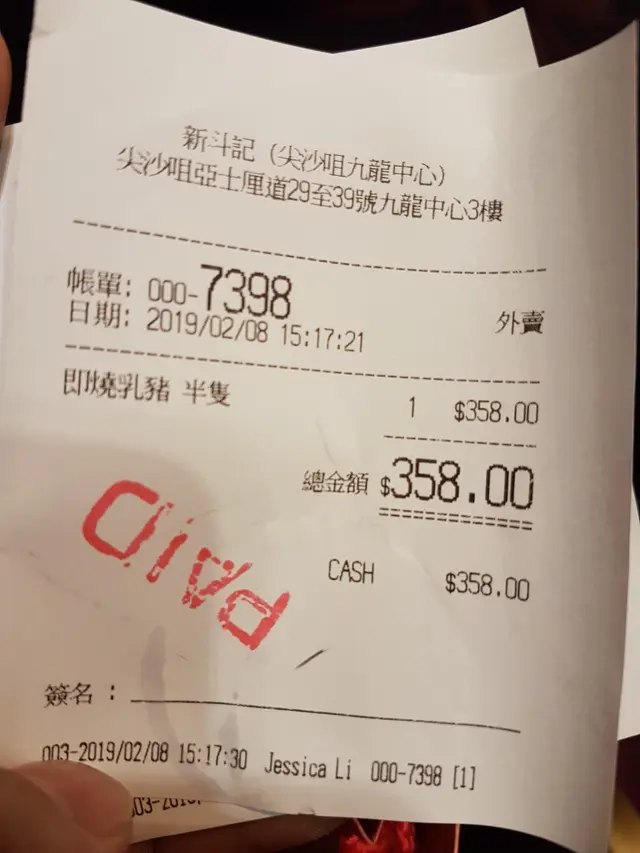 新斗記（尖沙咀九龍中心）
尖沙咀亞士厘道29至39號九龍中心3樓
帳單: 000-7398
日期: 2019/02/08 15:17:21 外賣
即燒乳豬 半隻 1 $358.00
總金額 $358.00
CASH $358.00
PAID
簽名 :
003-2019/02/08 15:17:30 Jessica Li 000-7398 [1]